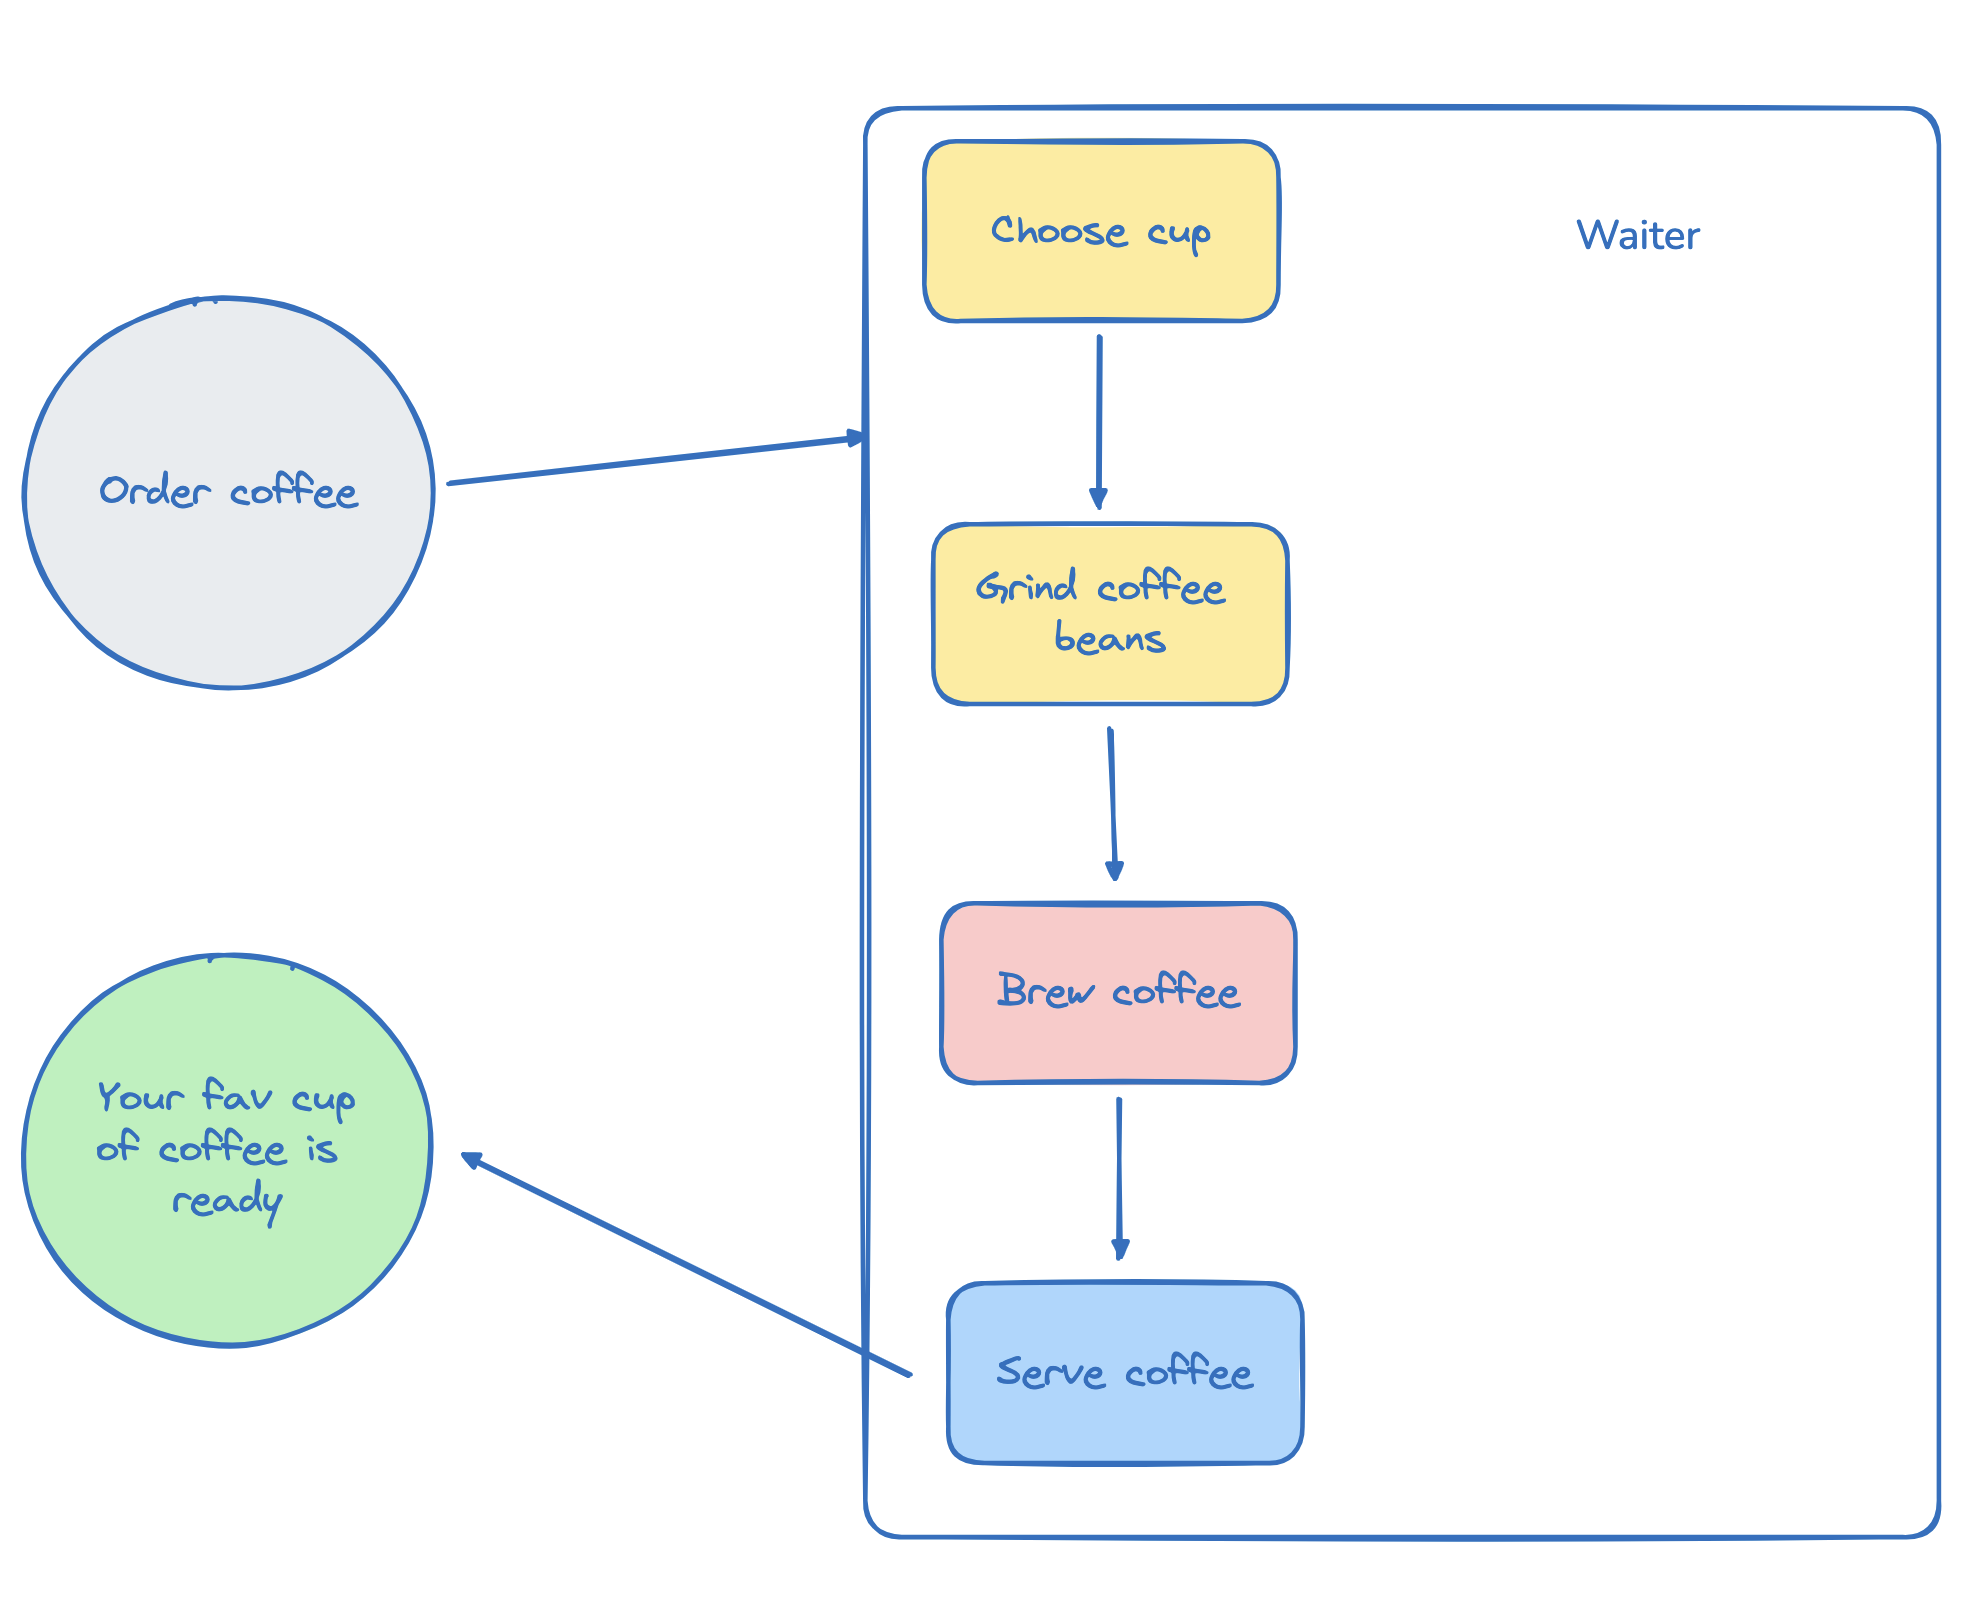 Choose cup
Waiter
Order coffee
Grind coffee
beans
Brew coffee
Your fav cup
of coffee is
ready
Serve coffee